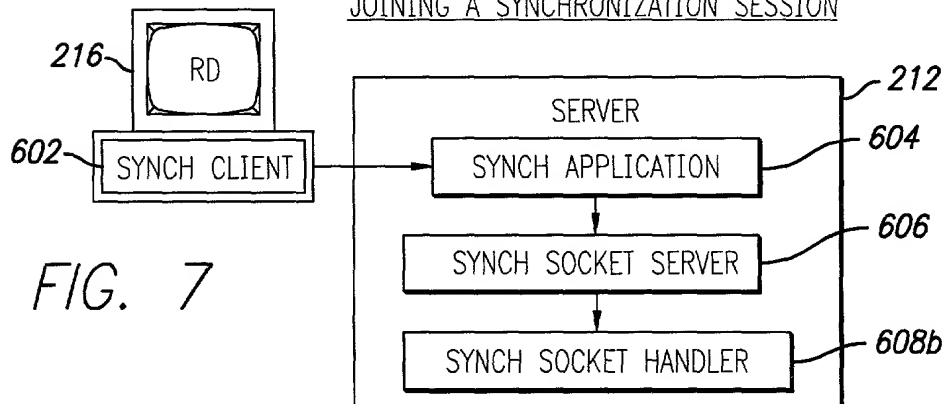 JOINING A SYNCHRONIZATION SESSION
216
RD
212
SERVER
602
SYNCH CLIENT
604
SYNCH APPLICATION
606
SYNCH SOCKET SERVER
FIG. 7
608b
SYNCH SOCKET HANDLER